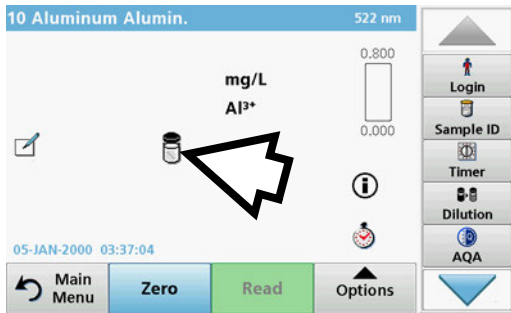 10 Aluminum Alumin.
522 nm
0.800
mg/L
Al³⁺
0.000
05-JAN-2000 03:37:04
Main
Menu
Zero
Read
Options
Login
Sample ID
Timer
Dilution
AQA